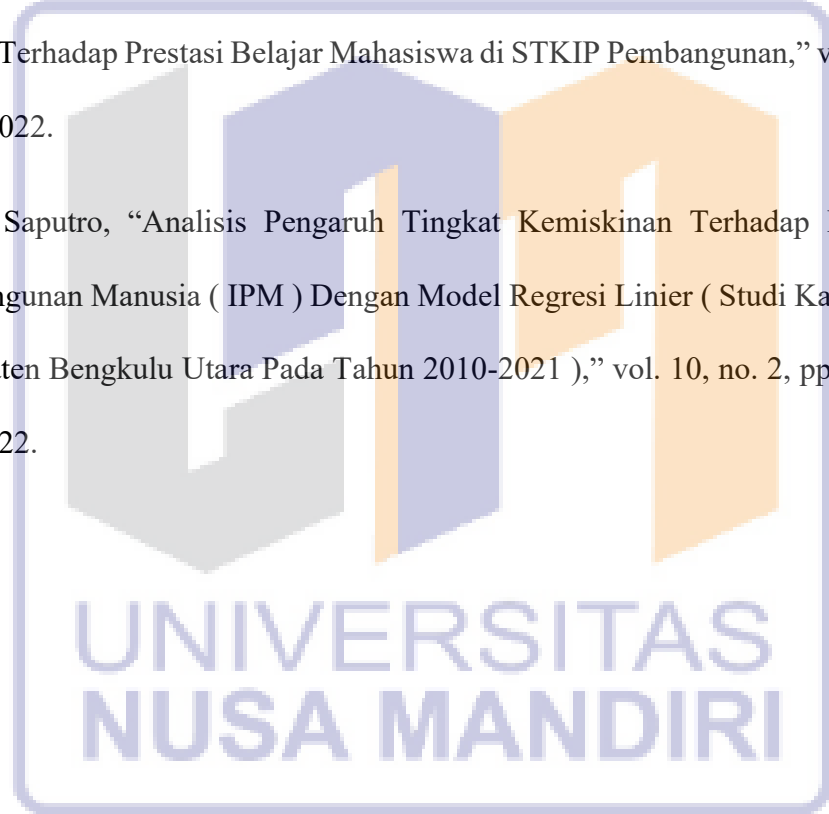 Terhadap Prestasi Belajar Mahasiswa di STKIP Pembangunan,” v
022.
Saputro, “Analisis Pengaruh Tingkat Kemiskinan Terhadap
ngunan Manusia ( IPM ) Dengan Model Regresi Linier ( Studi Ka
ten Bengkulu Utara Pada Tahun 2010-2021 ),” vol. 10, no. 2, pp
22.
UNIVERSITAS
NUSA MANDIRI